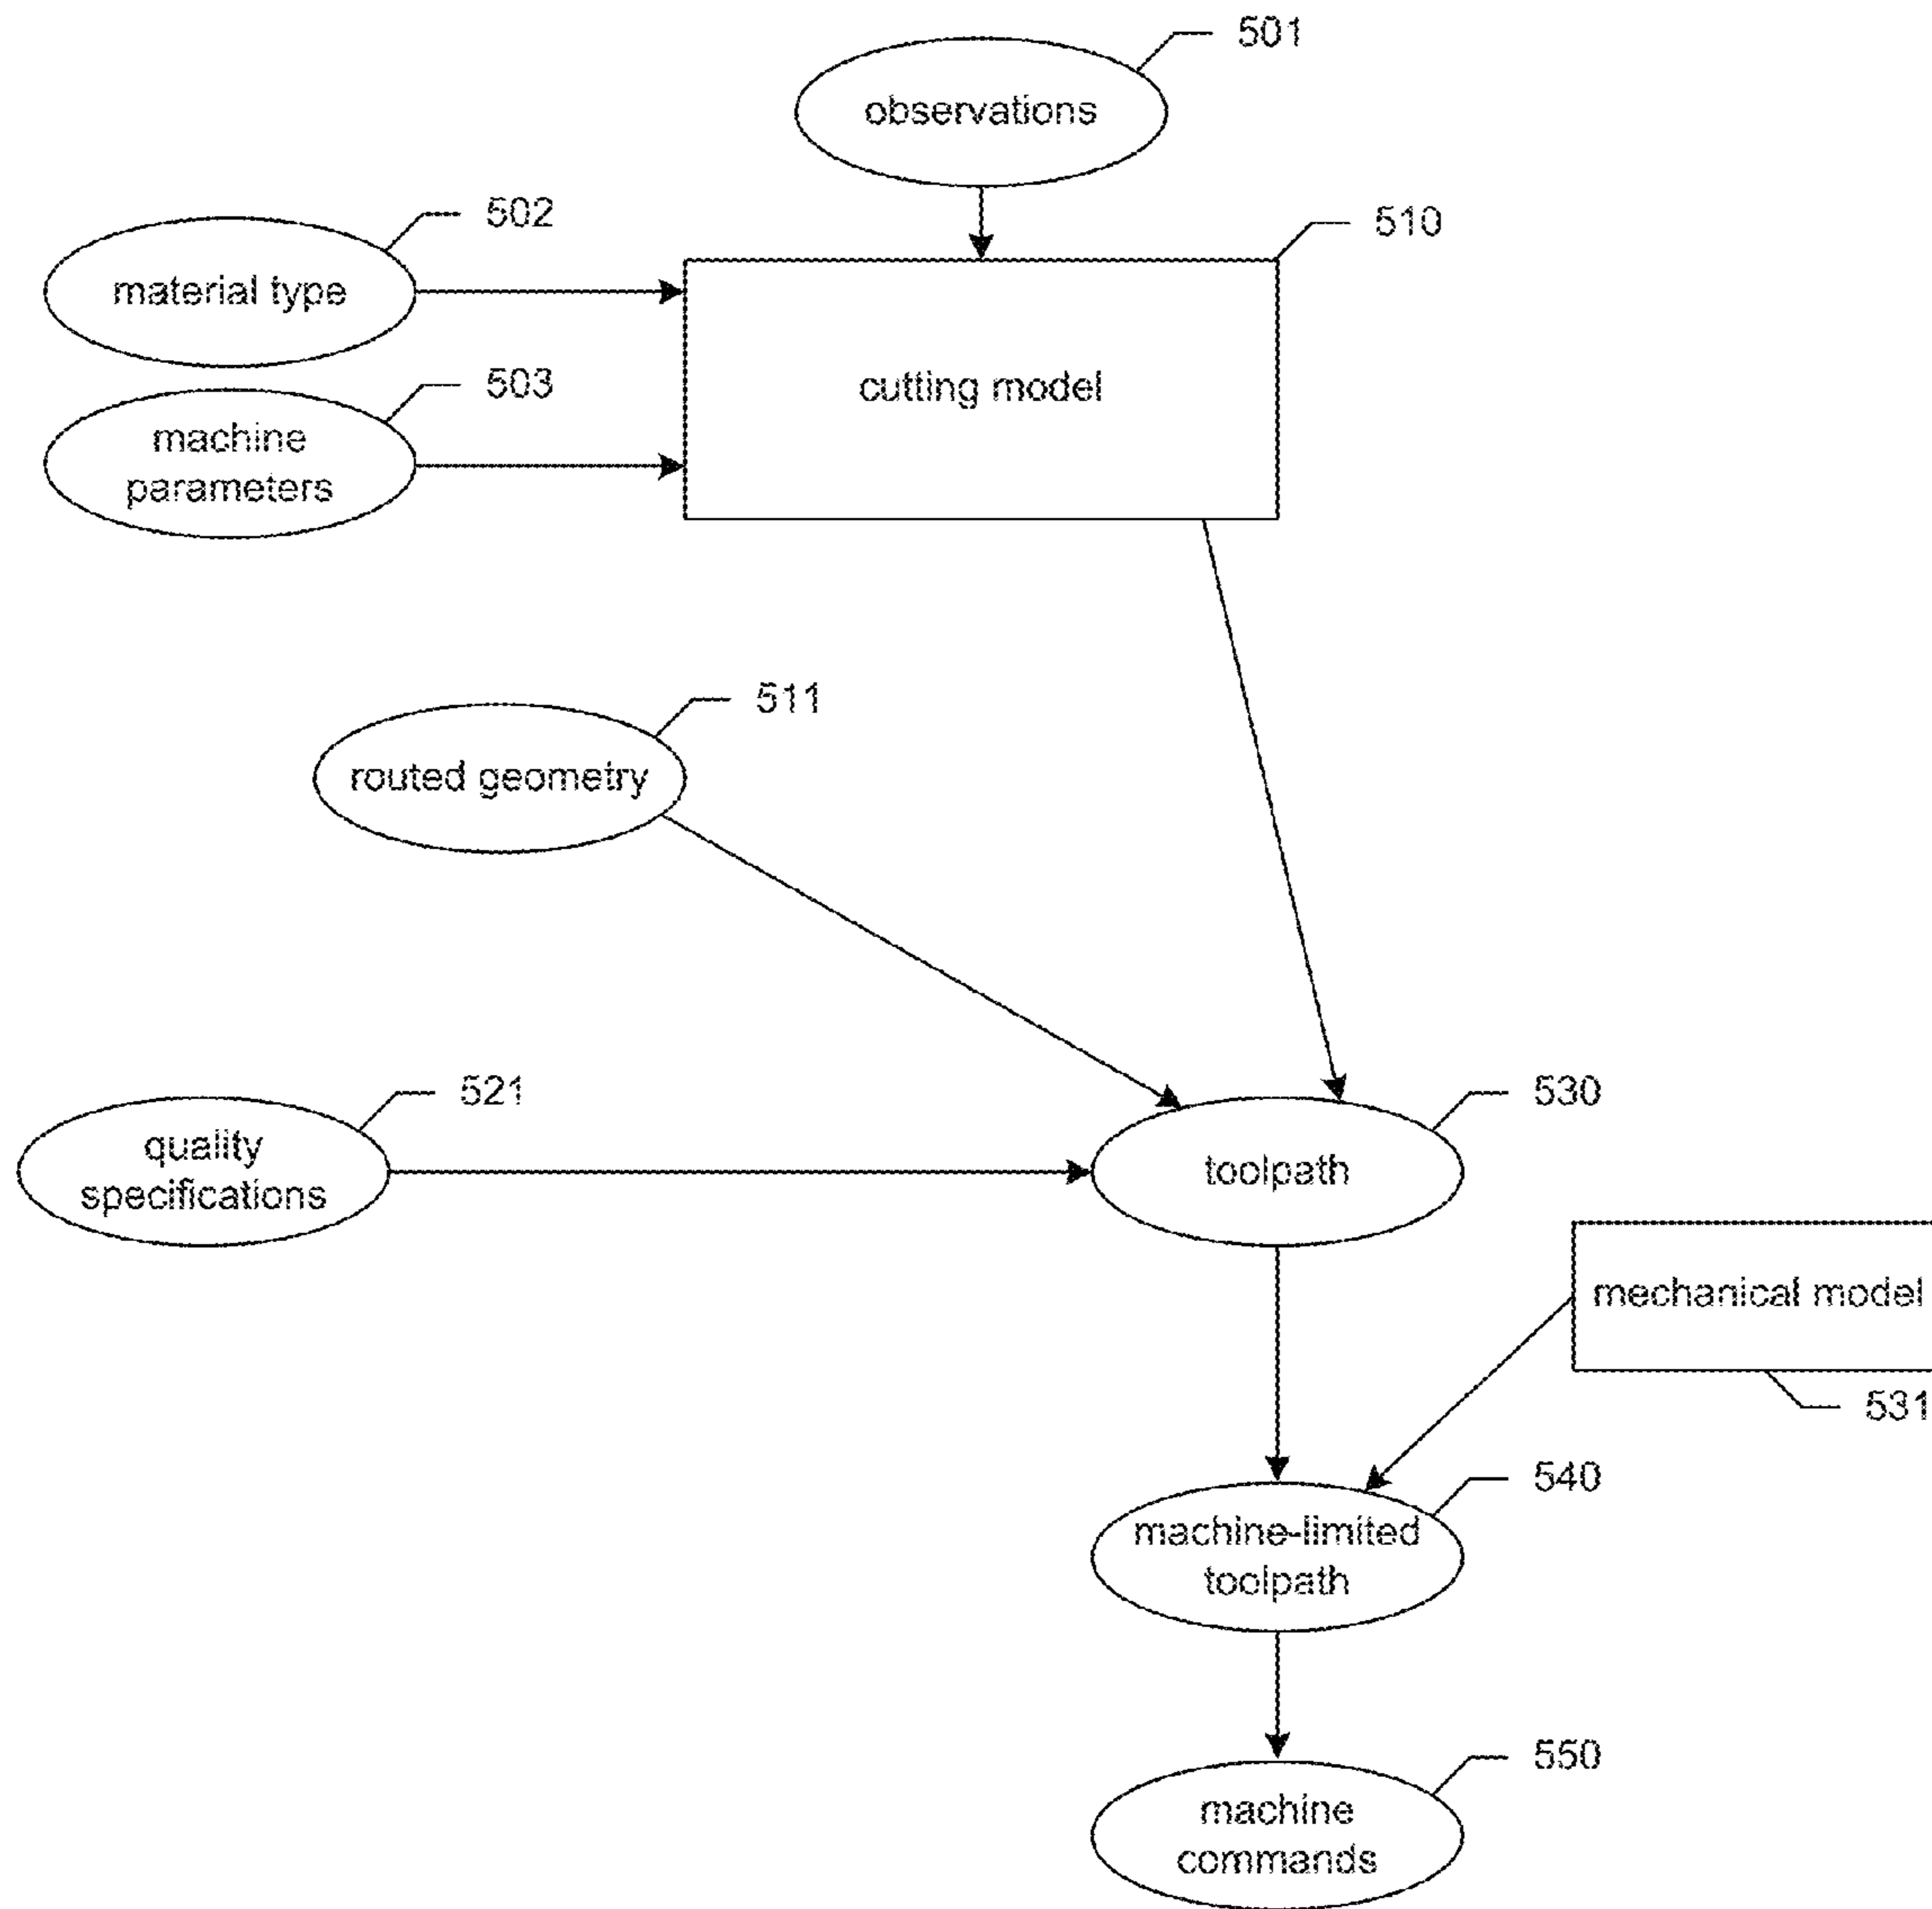 501
observations
502
material type
510
503
machine
parameters
cutting model
511
routed geometry
521
quality
specifications
530
toolpath
mechanical model
531
540
machine-limited
toolpath
550
machine
commands